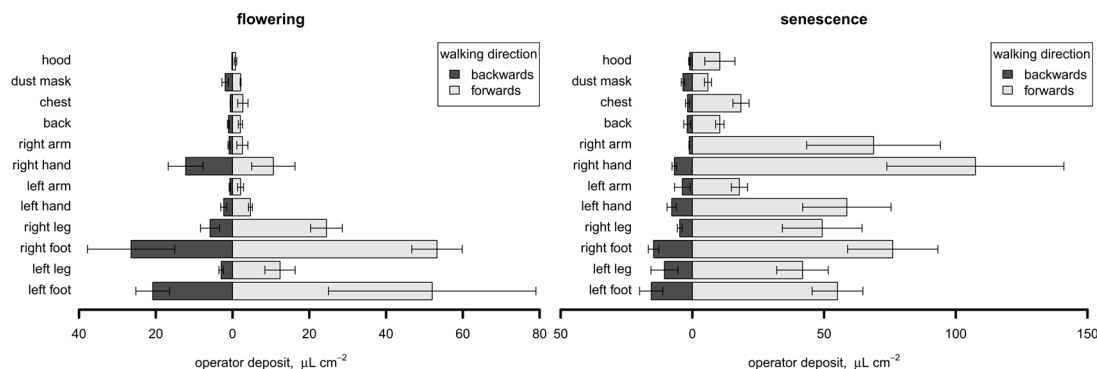 flowering
walking direction
backwards
forwards
hood
dust mask
chest
back
right arm
right hand
left arm
left hand
right leg
right foot
left leg
left foot
40 20 0 20 40 60 80
operator deposit, μL cm⁻²
senescence
walking direction
backwards
forwards
hood
dust mask
chest
back
right arm
right hand
left arm
left hand
right leg
right foot
left leg
left foot
50 0 50 100 150
operator deposit, μL cm⁻²